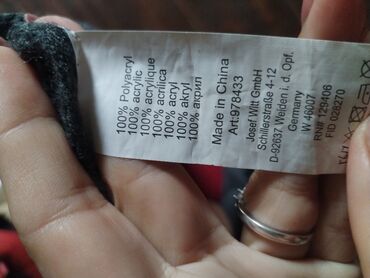 100% Polyacryl
100% acrylic
100% acrylique
100% acrilica
100% acryl
100% akryl
100% акрил
Made in China
Art:978433
Josef Witt GmbH
Schillerstraße 4-12
D-92637 Weiden i. d. Opf.
Germany
W 46007
RN# 129406
FID 028270